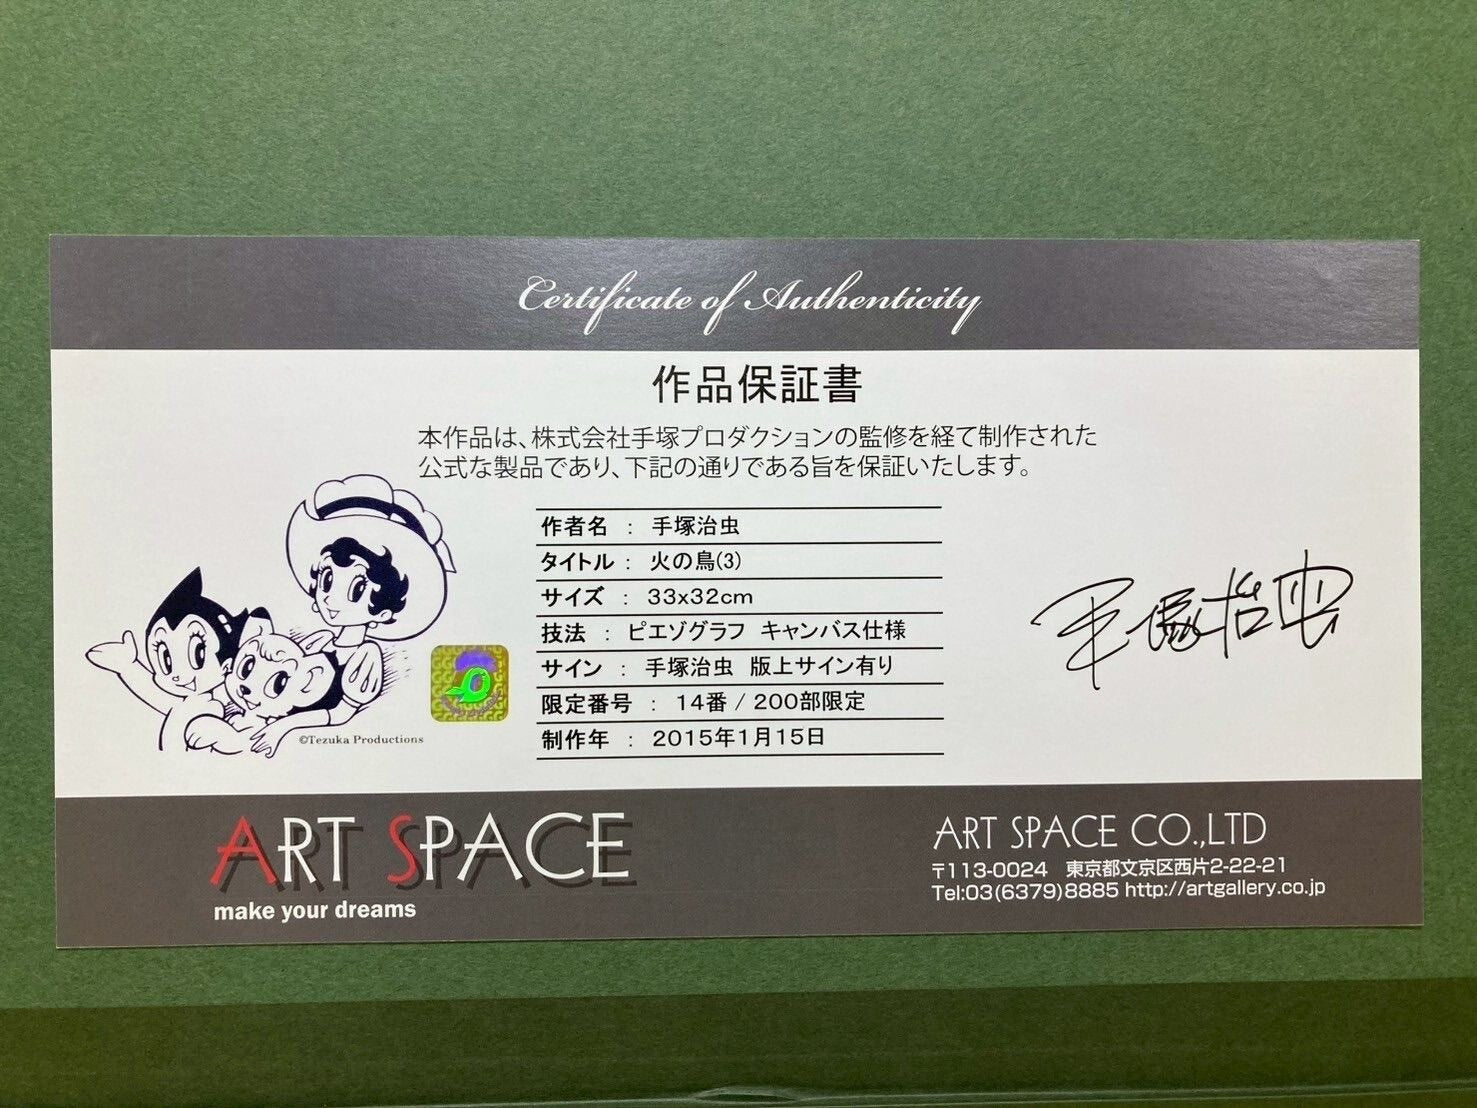 Certificate of Authenticity
作品保証書
本作品は、株式会社手塚プロダクションの監修を経て制作された
公式な製品であり、下記の通りである旨を保証いたします。
作者名 : 手塚治虫
タイトル : 火の鳥(3)
サイズ : 33x32cm
技法 : ピエゾグラフ キャンバス仕様
サイン : 手塚治虫 版上サイン有り
限定番号 : 14番 / 200部限定
制作年 : 2015年1月15日
手塚治虫
©Tezuka Productions
ART SPACE
make your dreams
ART SPACE CO.,LTD
〒113-0024 東京都文京区西片2-22-21
Tel:03(6379)8885 http://artgallery.co.jp